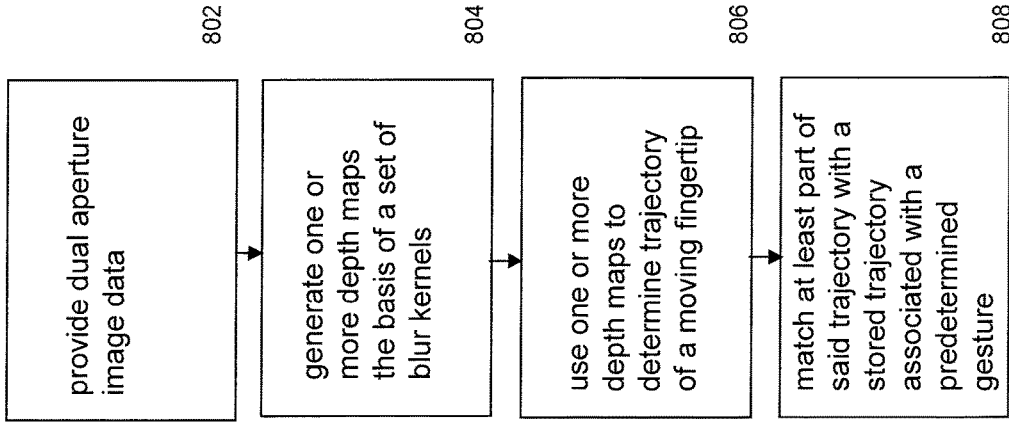 provide dual aperture
image data
802
generate one or
more depth maps
the basis of a set of
blur kernels
804
use one or more
depth maps to
determine trajectory
of a moving fingertip
806
match at least part of
said trajectory with a
stored trajectory
associated with a
predetermined
gesture
808